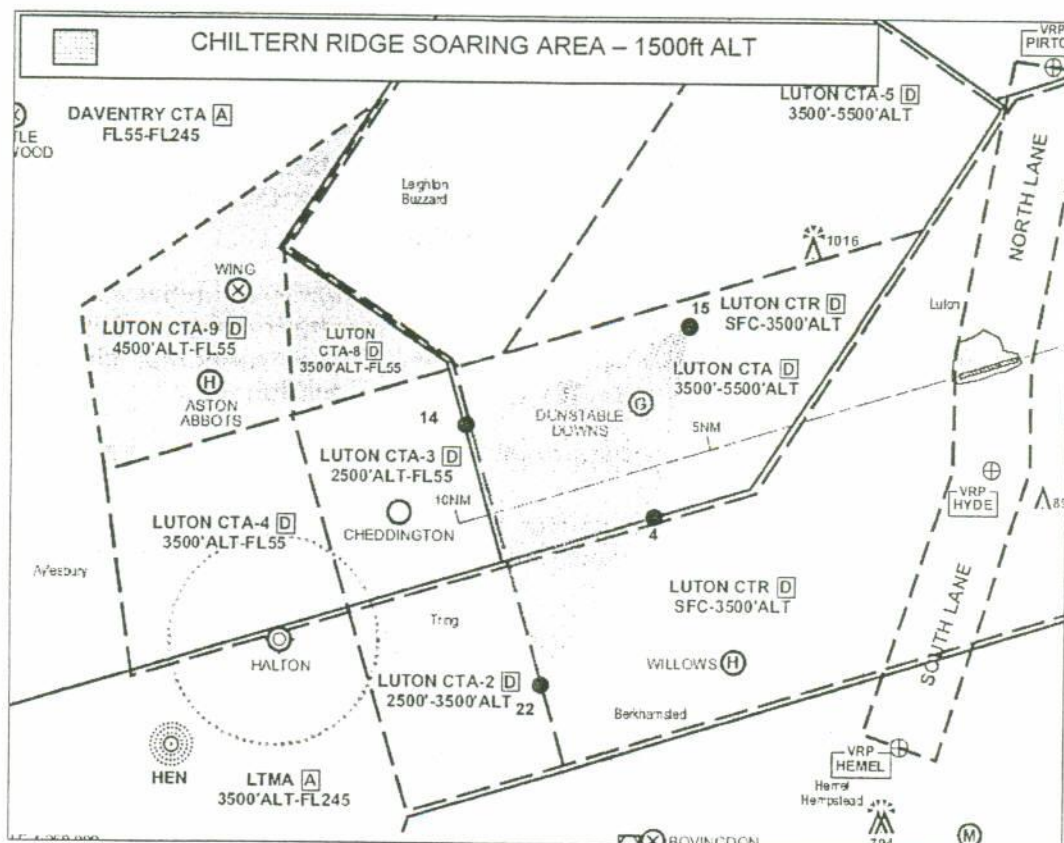 CHILTERN RIDGE SOARING AREA – 1500ft ALT
VRP
PIRTO
DAVENTRY CTA A
FL55-FL245
TLE
WOOD
LUTON CTA-5 D
3500'-5500'ALT
Leighton
Buzzard
NORTH LANE
1016
WING
LUTON CTR D
SFC-3500'ALT
15
Luton
LUTON CTA-9 D
4500'ALT-FL55
LUTON
CTA-8 D
3500'ALT-FL55
LUTON CTA D
3500'-5500'ALT
H
ASTON
ABBOTS
G
DUNSTABLE
DOWNS
14
5NM
LUTON CTA-3 D
2500'ALT-FL55
10NM
VRP
HYDE
CHEDDINGTON
4
LUTON CTA-4 D
3500'ALT-FL55
Aylesbury
LUTON CTR D
SFC-3500'ALT
Tring
HALTON
WILLOWS H
SOUTH LANE
LUTON CTA-2 D
2500'-3500'ALT
22
Berkhamsted
HEN
LTMA A
3500'ALT-FL245
VRP
HEMEL
Hemel
Hempstead
BOVINGDON
M